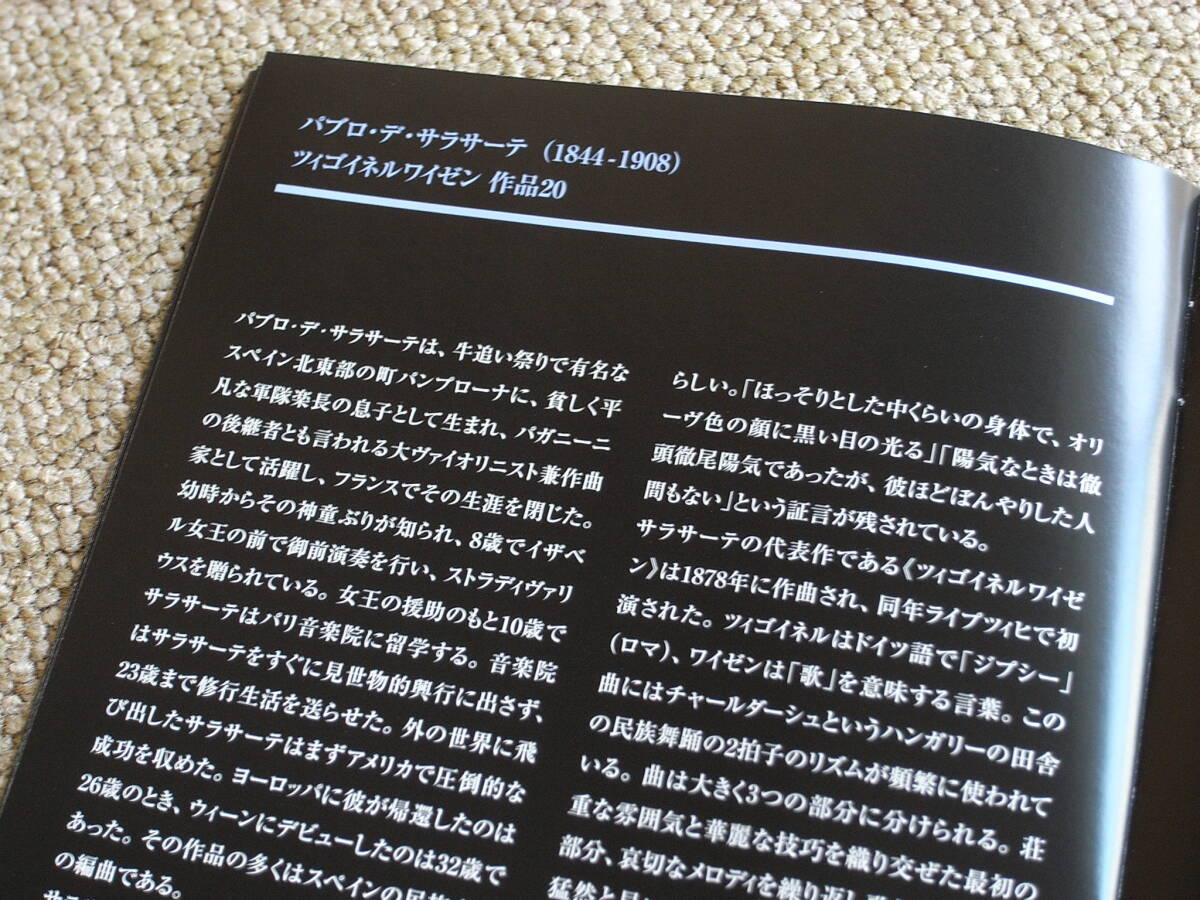 パブロ・デ・サラサーテ (1844-1908)
ツィゴイネルワイゼン 作品20
パブロ・デ・サラサーテは、牛追い祭りで有名な
スペイン北東部の町パンプローナに、貧しく平
凡な軍隊楽長の息子として生まれ、パガニーニ
の後継者とも言われる大ヴァイオリニスト兼作曲
家として活躍し、フランスでその生涯を閉じた。
幼時からその神童ぶりが知られ、8歳でイザベ
ル女王の前で御前演奏を行い、ストラディヴァリ
ウスを贈られている。女王の援助のもと10歳で
サラサーテはパリ音楽院に留学する。音楽院
はサラサーテをすぐに見世物的興行に出さず、
23歳まで修行生活を送らせた。外の世界に飛
び出したサラサーテはまずアメリカで圧倒的な
成功を収めた。ヨーロッパに彼が帰還したのは
26歳のとき、ウィーンにデビューしたのは32歳で
あった。その作品の多くはスペインの民族
の編曲である。
らしい。「ほっそりとした中くらいの身体で、オリ
ーヴ色の顔に黒い目の光る」「陽気なときは徹
頭徹尾陽気であったが、彼ほどぼんやりした人
間もない」という証言が残されている。
サラサーテの代表作である《ツィゴイネルワイゼ
ン》は1878年に作曲され、同年ライプツィヒで初
演された。ツィゴイネルはドイツ語で「ジプシー」
(ロマ)、ワイゼンは「歌」を意味する言葉。この
曲にはチャールダーシュというハンガリーの田舎
の民族舞踊の2拍子のリズムが頻繁に使われて
いる。曲は大きく3つの部分に分けられる。荘
重な雰囲気と華麗な技巧を織り交ぜた最初の
部分、哀切なメロディを繰り返し
猛然と